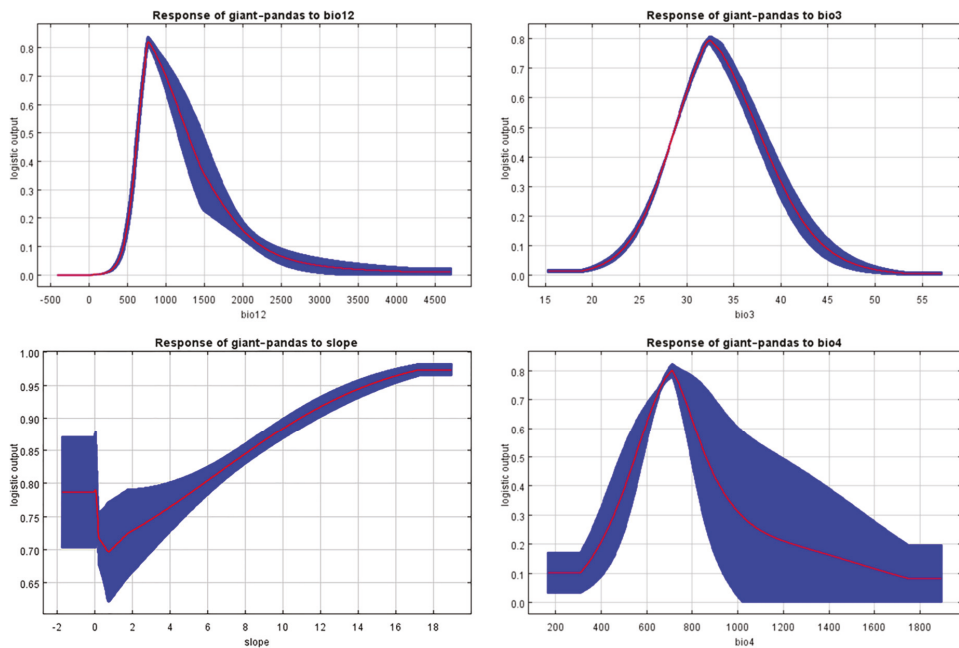 Response of giant-pandas to bio12
logistic output
0.8
0.7
0.6
0.5
0.4
0.3
0.2
0.1
0.0
-500 0 500 1000 1500 2000 2500 3000 3500 4000 4500
bio12
Response of giant-pandas to bio3
logistic output
0.8
0.7
0.6
0.5
0.4
0.3
0.2
0.1
0.0
15 20 25 30 35 40 45 50 55
bio3
Response of giant-pandas to slope
logistic output
1.00
0.95
0.90
0.85
0.80
0.75
0.70
0.65
-2 0 2 4 6 8 10 12 14 16 18
slope
Response of giant-pandas to bio4
logistic output
0.8
0.7
0.6
0.5
0.4
0.3
0.2
0.1
0.0
200 400 600 800 1000 1200 1400 1600 1800
bio4